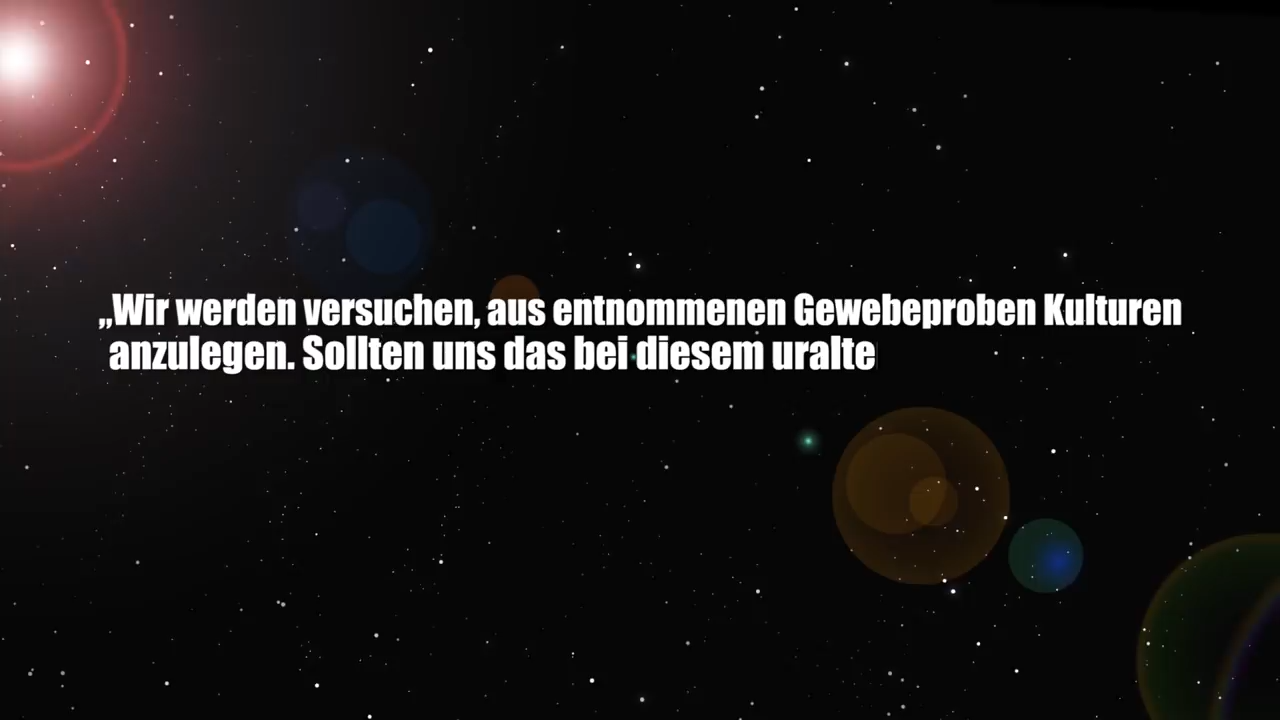 „Wir werden versuchen, aus entnommenen Gewebeproben Kulturen
anzulegen. Sollten uns das bei diesem uralte